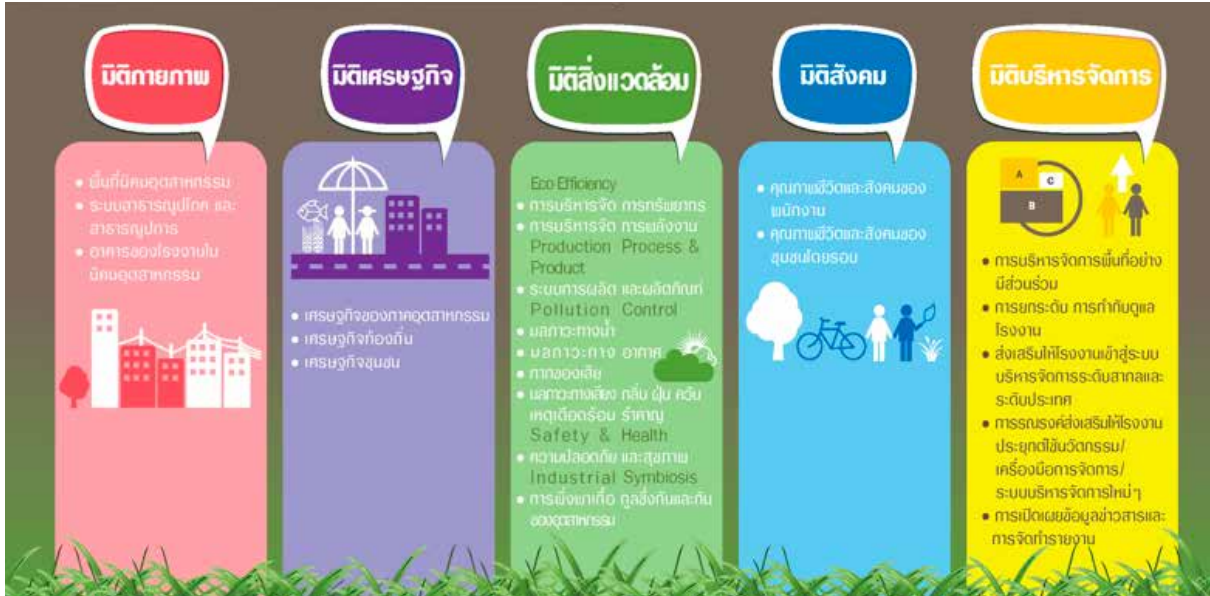 มิติกายภาพ
• พื้นที่นิคมอุตสาหกรรม
• ระบบสาธารณูปโภค และ
สาธารณูปการ
• อาคารของโรงงานใน
นิคมอุตสาหกรรม
มิติเศรษฐกิจ
• เศรษฐกิจของภาคอุตสาหกรรม
• เศรษฐกิจท้องถิ่น
• เศรษฐกิจชุมชน
มิติสิ่งแวดล้อม
Eco Efficiency
• การบริหารจัด การทรัพยากร
• การบริหารจัด การพลังงาน
Production Process &
Product
• ระบบการผลิต และผลิตภัณฑ์
Pollution Control
• มลภาวะทางน้ำ
• มลภาวะทาง อากาศ
• กากของเสีย
• มลภาวะทางเสียง กลิ่น ฝุ่น ควัน
เหตุเดือดร้อน รำคาญ
Safety & Health
• ความปลอดภัย และสุขภาพ
Industrial Symbiosis
• การพึ่งพาเกื้อ กูลซึ่งกันและกัน
ของอุตสาหกรรม
มิติสังคม
• คุณภาพชีวิตและสังคมของ
พนักงาน
• คุณภาพชีวิตและสังคมของ
ชุมชนโดยรอบ
มิติบริหารจัดการ
A
C
B
• การบริหารจัดการพื้นที่อย่าง
มีส่วนร่วม
• การยกระดับ การกำกับดูแล
โรงงาน
• ส่งเสริมให้โรงงานเข้าสู่ระบบ
บริหารจัดการระดับสากลและ
ระดับประเทศ
• การรณรงค์ส่งเสริมให้โรงงาน
ประยุกต์ใช้นวัตกรรม/
เครื่องมือการจัดการ/
ระบบบริหารจัดการใหม่ๆ
• การเปิดเผยข้อมูลข่าวสารและ
การจัดทำรายงาน